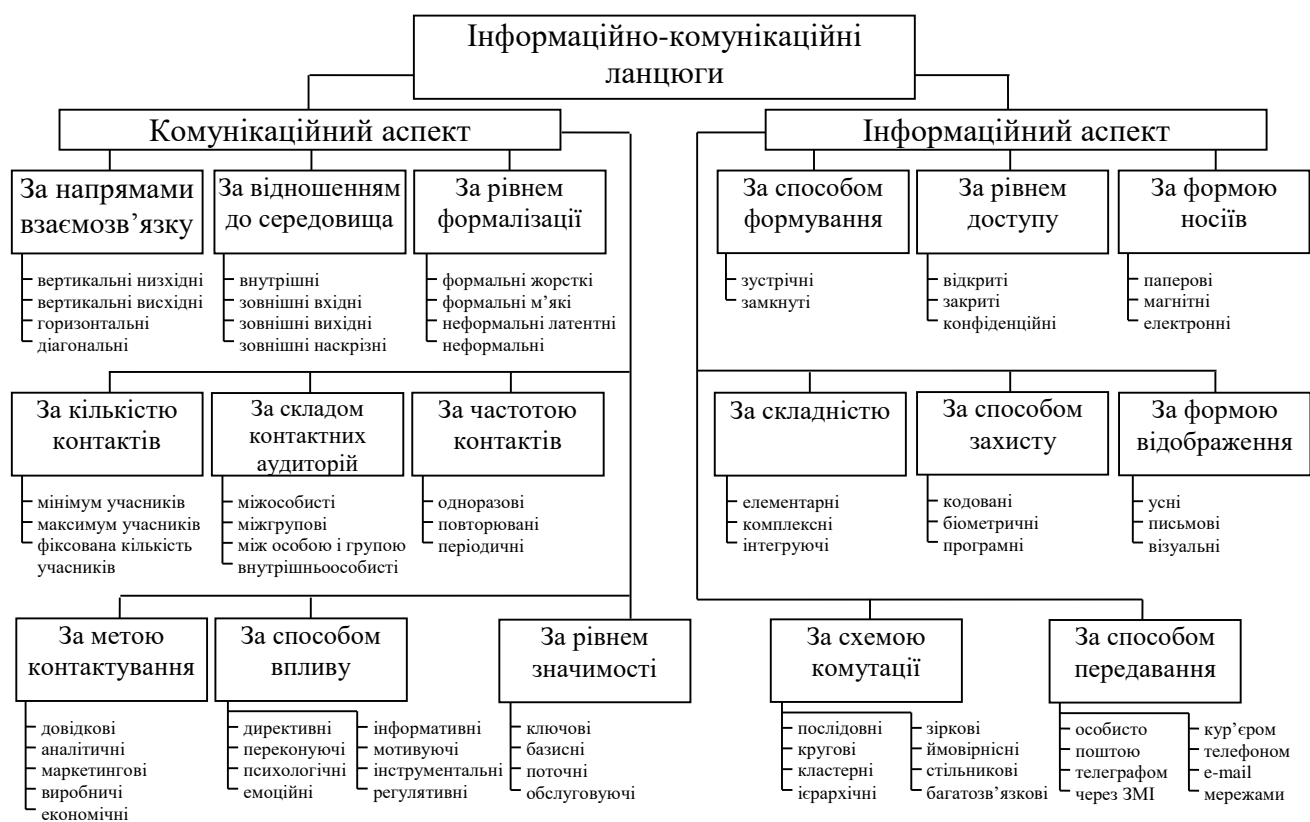 Інформаційно-комунікаційні
ланцюги
Комунікаційний аспект
Інформаційний аспект
За напрямами
взаємозв’язку
вертикальні низхідні
вертикальні висхідні
горизонтальні
діагональні
За відношенням
до середовища
внутрішні
зовнішні вхідні
зовнішні вихідні
зовнішні наскрізні
За рівнем
формалізації
формальні жорсткі
формальні м’які
неформальні латентні
неформальні
За способом
формування
зустрічні
замкнуті
За рівнем
доступу
відкриті
закриті
конфіденційні
За формою
носіїв
паперові
магнітні
електронні
За кількістю
контактів
мінімум учасників
максимум учасників
фіксована кількість
учасників
За складом
контактних
аудиторій
міжособисті
міжгрупові
між особою і групою
внутрішньоособисті
За частотою
контактів
одноразові
повторювані
періодичні
За складністю
елементарні
комплексні
інтегруючі
За способом
захисту
кодовані
біометричні
програмні
За формою
відображення
усні
письмові
візуальні
За метою
контактування
довідкові
аналітичні
маркетингові
виробничі
економічні
За способом
впливу
директивні
переконуючі
психологічні
емоційні
інформативні
мотивуючі
інструментальні
регулятивні
За рівнем
значимості
ключові
базисні
поточні
обслуговуючі
За схемою
комутації
послідовні
кругові
кластерні
ієрархічні
зіркові
ймовірнісні
стільникові
багатозв’язкові
За способом
передавання
особисто
поштою
телеграфом
через ЗМІ
кур’єром
телефоном
e-mail
мережами